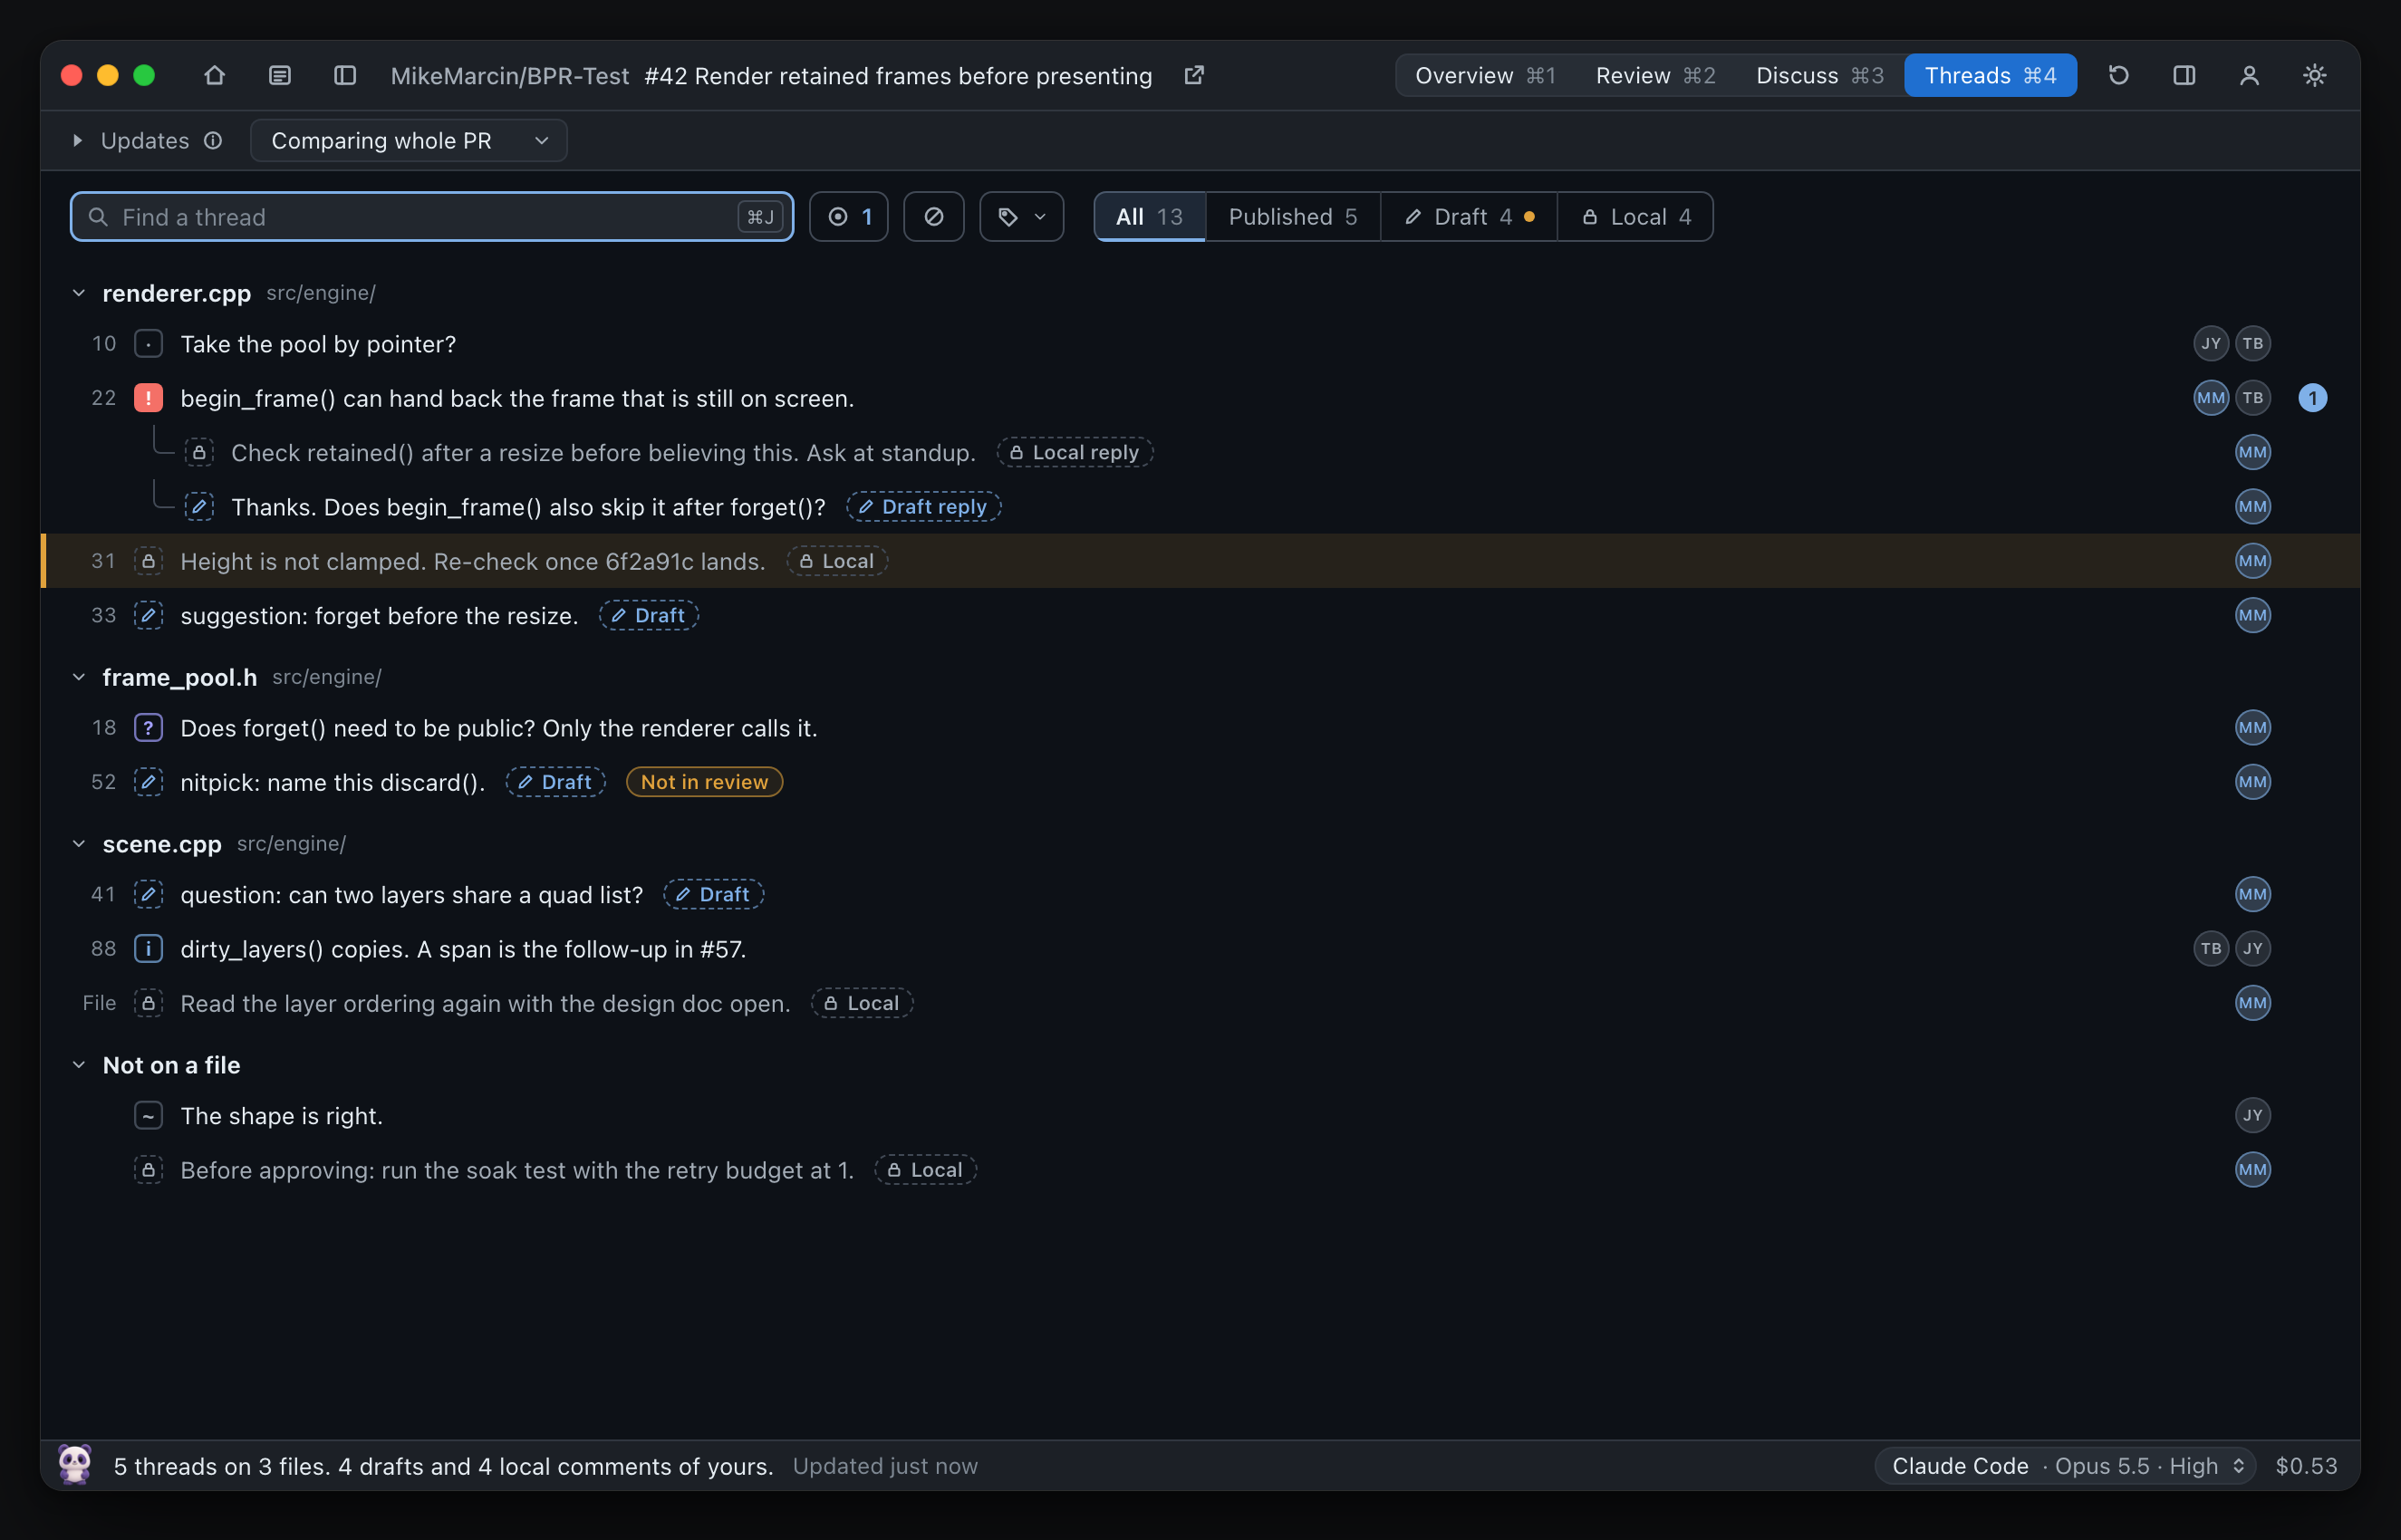 MikeMarcin/BPR-Test #42 Render retained frames before presenting
Overview ⌘1 Review ⌘2 Discuss ⌘3 Threads ⌘4
Updates Comparing whole PR
Find a thread ⌘J 1 All 13 Published 5 Draft 4 Local 4
renderer.cpp src/engine/
10 · Take the pool by pointer? JY TB
22 ! begin_frame() can hand back the frame that is still on screen. MM TB 1
Check retained() after a resize before believing this. Ask at standup. Local reply MM
Thanks. Does begin_frame() also skip it after forget()? Draft reply MM
31 Height is not clamped. Re-check once 6f2a91c lands. Local MM
33 suggestion: forget before the resize. Draft MM
frame_pool.h src/engine/
18 ? Does forget() need to be public? Only the renderer calls it. MM
52 nitpick: name this discard(). Draft Not in review MM
scene.cpp src/engine/
41 question: can two layers share a quad list? Draft MM
88 i dirty_layers() copies. A span is the follow-up in #57. TB JY
File Read the layer ordering again with the design doc open. Local MM
Not on a file
~ The shape is right. JY
Before approving: run the soak test with the retry budget at 1. Local MM
5 threads on 3 files. 4 drafts and 4 local comments of yours. Updated just now Claude Code · Opus 5.5 · High $0.53